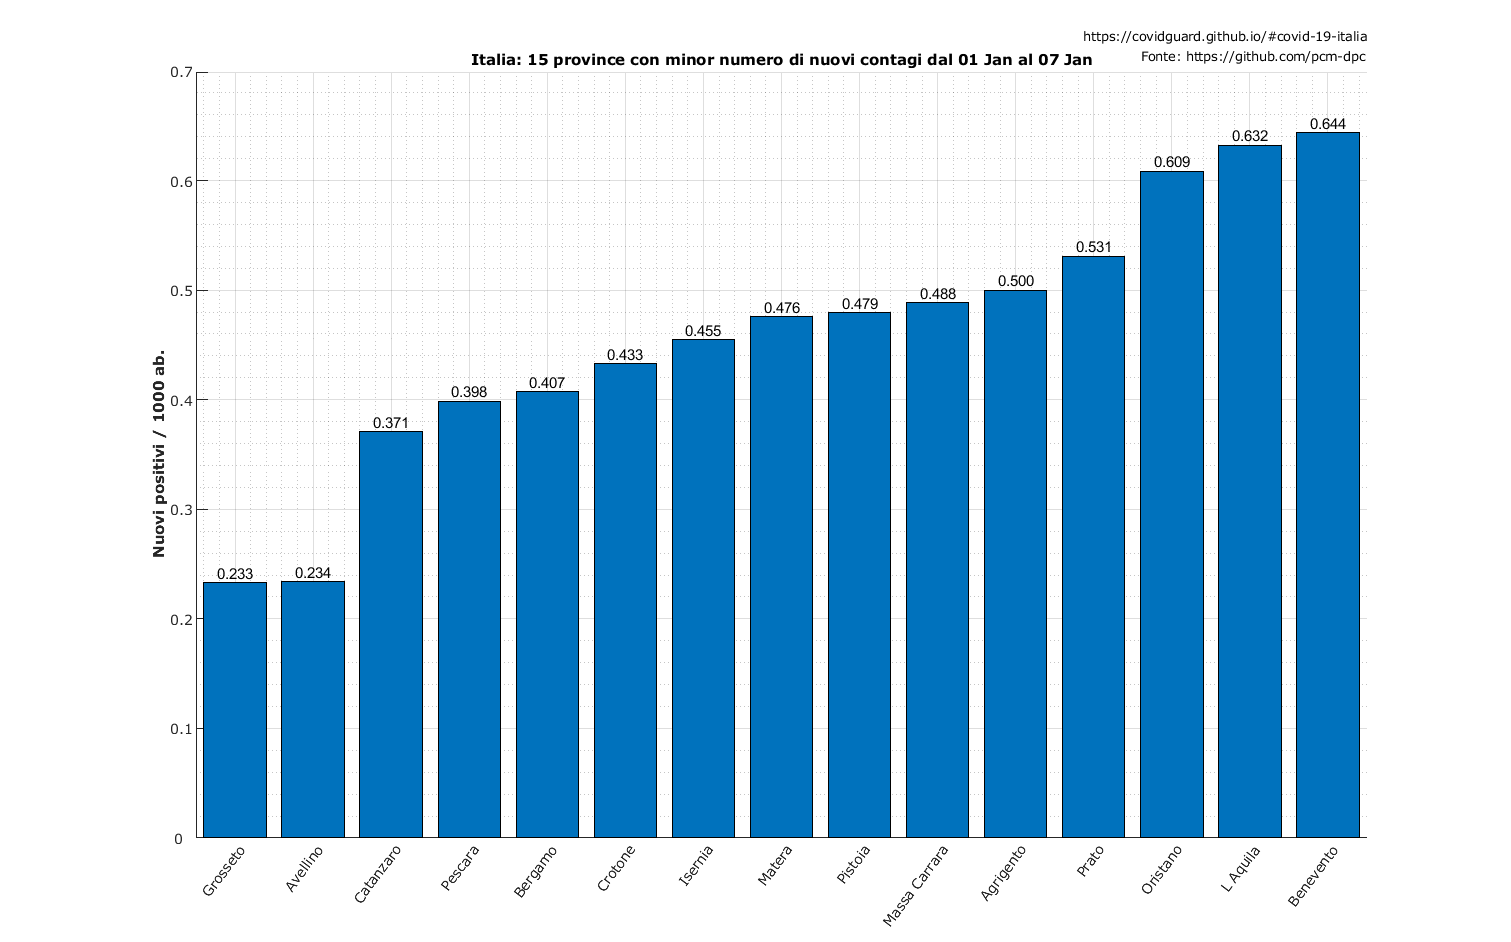 https://covidguard.github.io/#covid-19-italia
Italia: 15 province con minor numero di nuovi contagi dal 01 Jan al 07 Jan
Fonte: https://github.com/pcm-dpc
Nuovi positivi / 1000 ab.
0.7
0.6
0.5
0.4
0.3
0.2
0.1
0
0.233
0.234
0.371
0.398
0.407
0.433
0.455
0.476
0.479
0.488
0.500
0.531
0.609
0.632
0.644
Grosseto
Avellino
Catanzaro
Pescara
Bergamo
Crotone
Isernia
Matera
Pistoia
Massa Carrara
Agrigento
Prato
Oristano
L Aquila
Benevento